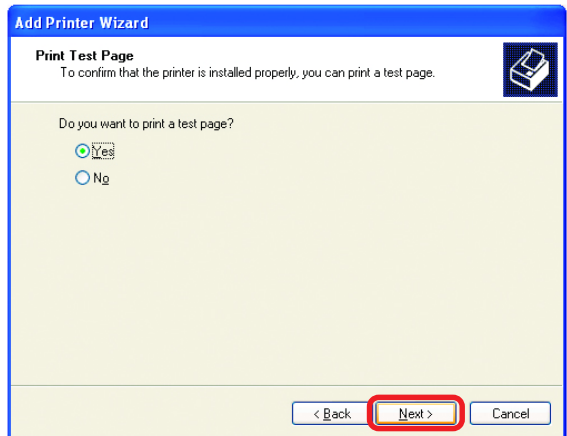 Add Printer Wizard
Print Test Page
To confirm that the printer is installed properly, you can print a test page.
Do you want to print a test page?
Yes
No
< Back Next > Cancel